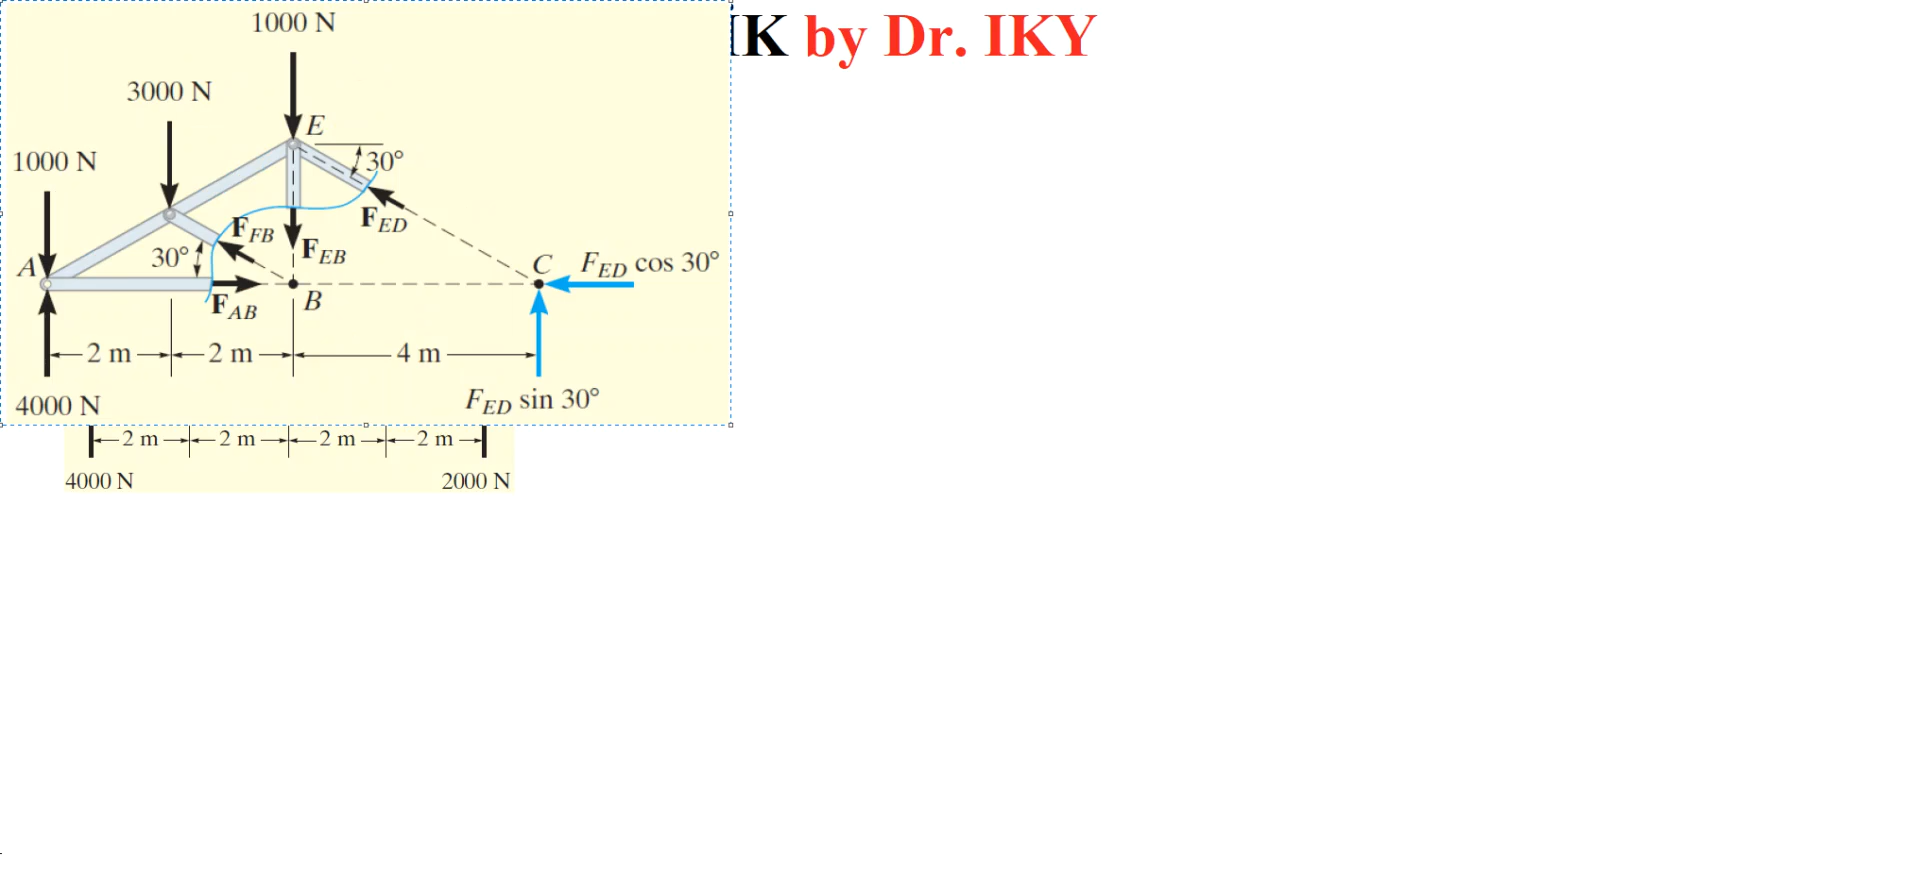 IK by Dr. IKY
1000 N
3000 N
E
1000 N
30°
F_ED
F_FB
30°
F_EB
A
C F_ED cos 30°
F_AB
B
2 m 2 m 4 m
4000 N
F_ED sin 30°
2 m 2 m 2 m 2 m
4000 N 2000 N